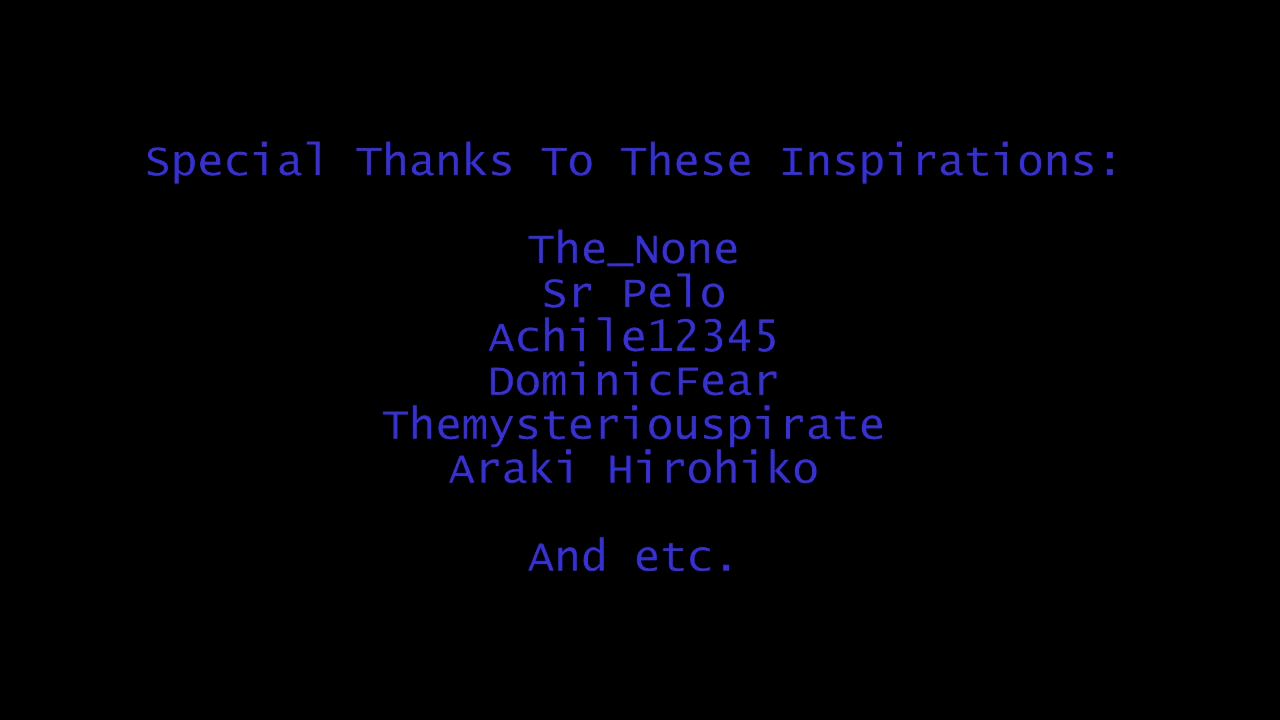 Special Thanks To These Inspirations:
The_None
Sr Pelo
Achile12345
DominicFear
Themysteriouspirate
Araki Hirohiko
And etc.